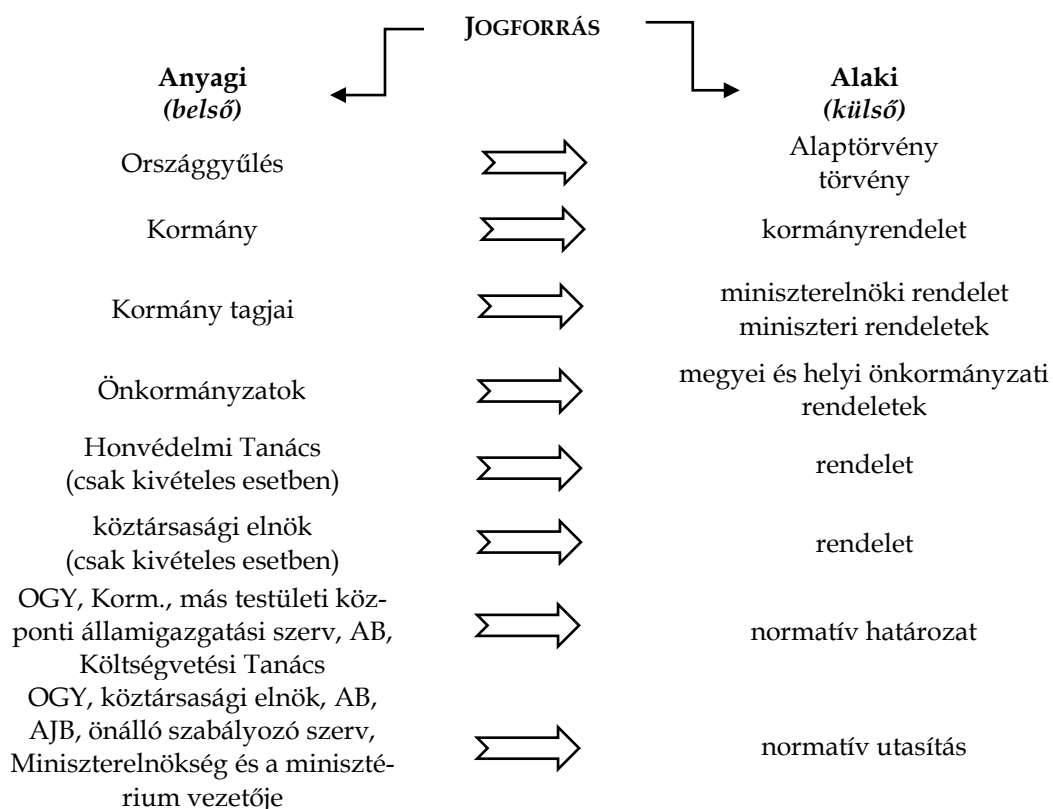 JOGFORRÁS
Anyagi
(belső)
Alaki
(külső)
Országgyűlés
Alaptörvény
törvény
Kormány
kormányrendelet
Kormány tagjai
miniszterelnöki rendelet
miniszteri rendeletek
Önkormányzatok
megyei és helyi önkormányzati
rendeletek
Honvédelmi Tanács
(csak kivételes esetben)
rendelet
köztársasági elnök
(csak kivételes esetben)
rendelet
OGY, Korm., más testületi köz-
ponti államigazgatási szerv, AB,
Költségvetési Tanács
normatív határozat
OGY, köztársasági elnök, AB,
AJB, önálló szabályozó szerv,
Miniszterelnökség és a miniszté-
rium vezetője
normatív utasítás